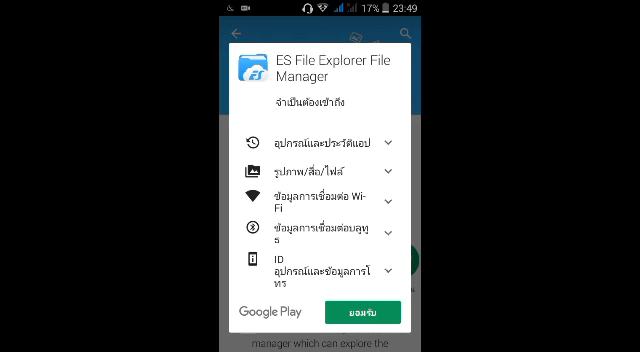 17% 23:49
ES File Explorer File
Manager
จำเป็นต้องเข้าถึง
อุปกรณ์และประวัติแอป
รูปภาพ/สื่อ/ไฟล์
ข้อมูลการเชื่อมต่อ Wi-
Fi
ข้อมูลการเชื่อมต่อบลูทู
ธ
ID
อุปกรณ์และข้อมูลการโ
ทร
Google Play
ยอมรับ
manager which can explore the